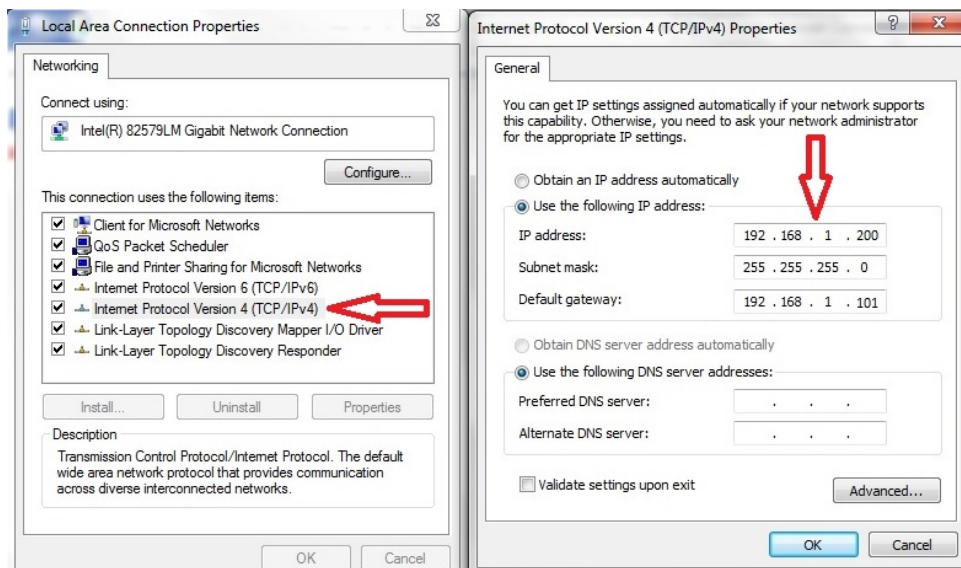 Local Area Connection Properties
Networking
Connect using:
Intel(R) 82579LM Gigabit Network Connection
Configure...
This connection uses the following items:
Client for Microsoft Networks
QoS Packet Scheduler
File and Printer Sharing for Microsoft Networks
Internet Protocol Version 6 (TCP/IPv6)
Internet Protocol Version 4 (TCP/IPv4)
Link-Layer Topology Discovery Mapper I/O Driver
Link-Layer Topology Discovery Responder
Install... Uninstall Properties
Description
Transmission Control Protocol/Internet Protocol. The default
wide area network protocol that provides communication
across diverse interconnected networks.
OK Cancel
Internet Protocol Version 4 (TCP/IPv4) Properties
?
General
You can get IP settings assigned automatically if your network supports
this capability. Otherwise, you need to ask your network administrator
for the appropriate IP settings.
Obtain an IP address automatically
Use the following IP address:
IP address: 192 . 168 . 1 . 200
Subnet mask: 255 . 255 . 255 . 0
Default gateway: 192 . 168 . 1 . 101
Obtain DNS server address automatically
Use the following DNS server addresses:
Preferred DNS server: . . .
Alternate DNS server: . . .
Validate settings upon exit
Advanced...
OK Cancel